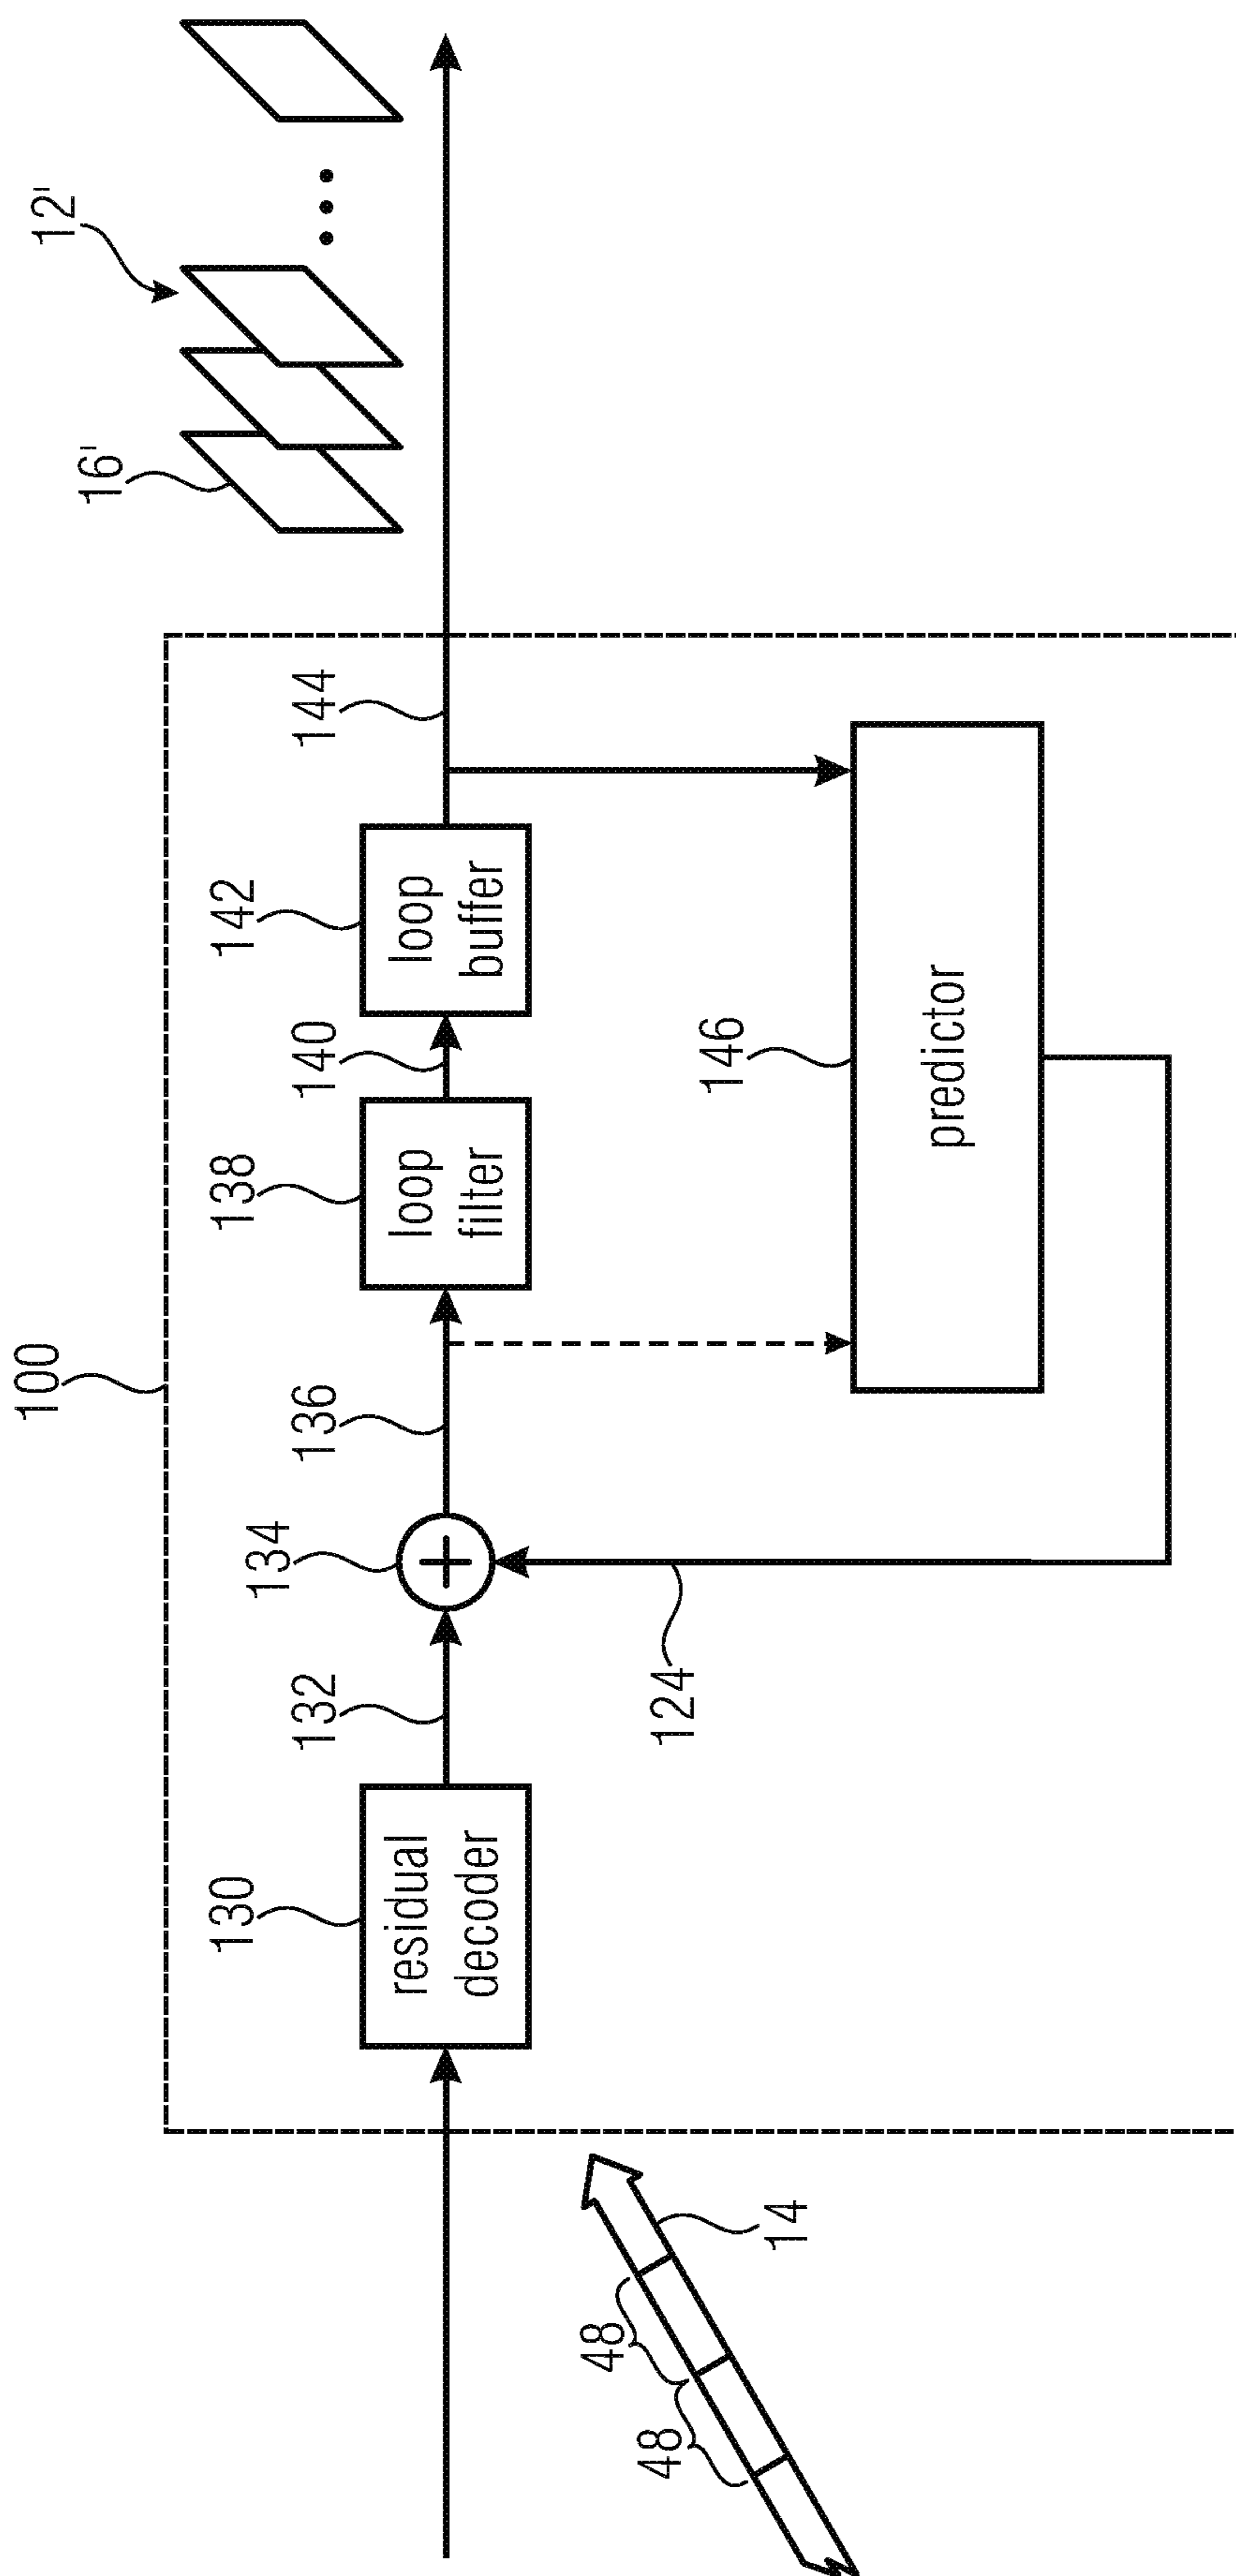 100
12'
16'
130
residual
decoder
132
134
136
138
loop
filter
140
142
loop
buffer
144
124
146
predictor
48
48
14